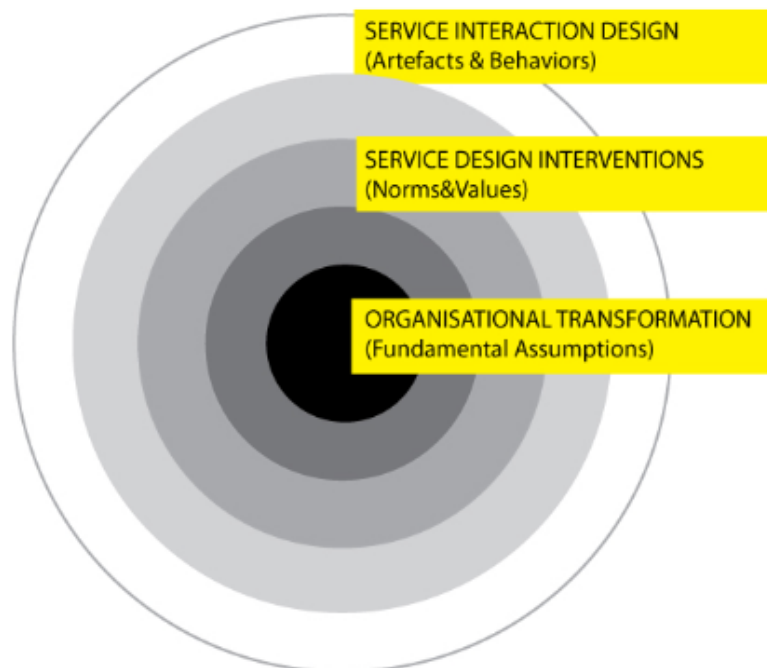 SERVICE INTERACTION DESIGN
(Artefacts & Behaviors)
SERVICE DESIGN INTERVENTIONS
(Norms&Values)
ORGANISATIONAL TRANSFORMATION
(Fundamental Assumptions)